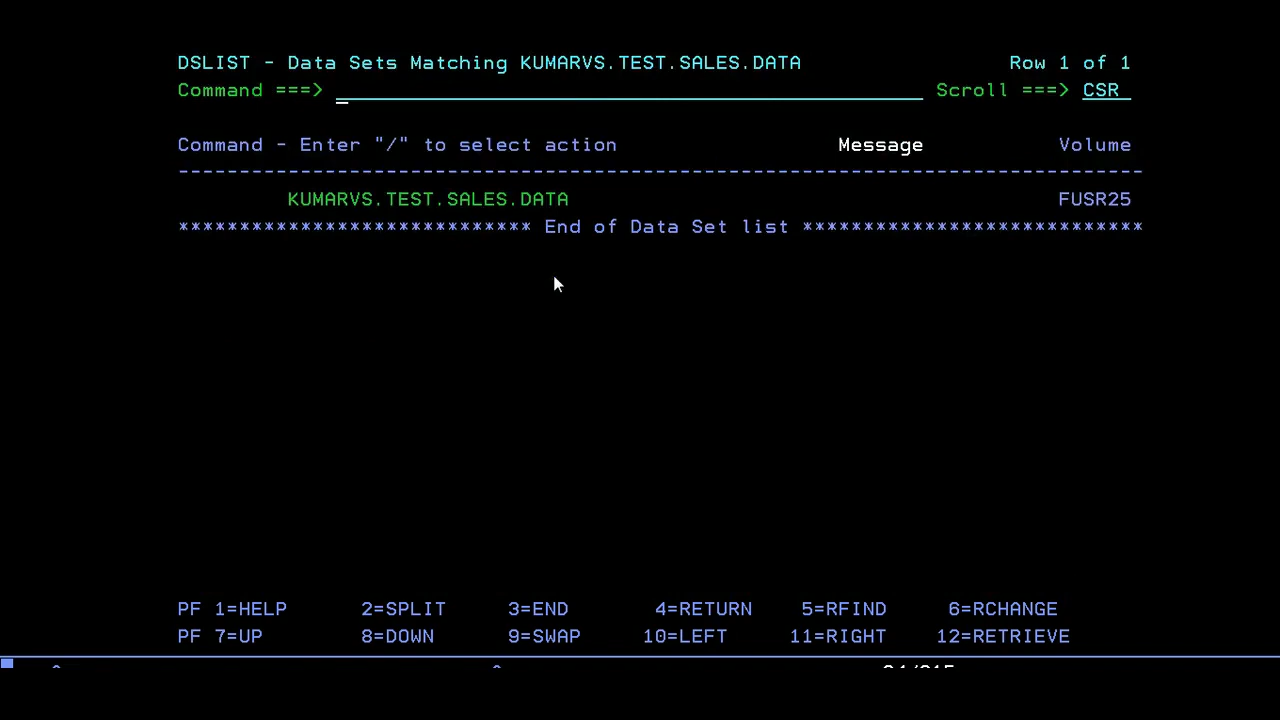 DSLIST - Data Sets Matching KUMARVS.TEST.SALES.DATA Row 1 of 1
Command ===> Scroll ===> CSR
Command - Enter "/" to select action Message Volume
-------------------------------------------------------------------------------
KUMARVS.TEST.SALES.DATA FUSR25
***************************** End of Data Set list ****************************
PF 1=HELP 2=SPLIT 3=END 4=RETURN 5=RFIND 6=RCHANGE
PF 7=UP 8=DOWN 9=SWAP 10=LEFT 11=RIGHT 12=RETRIEVE